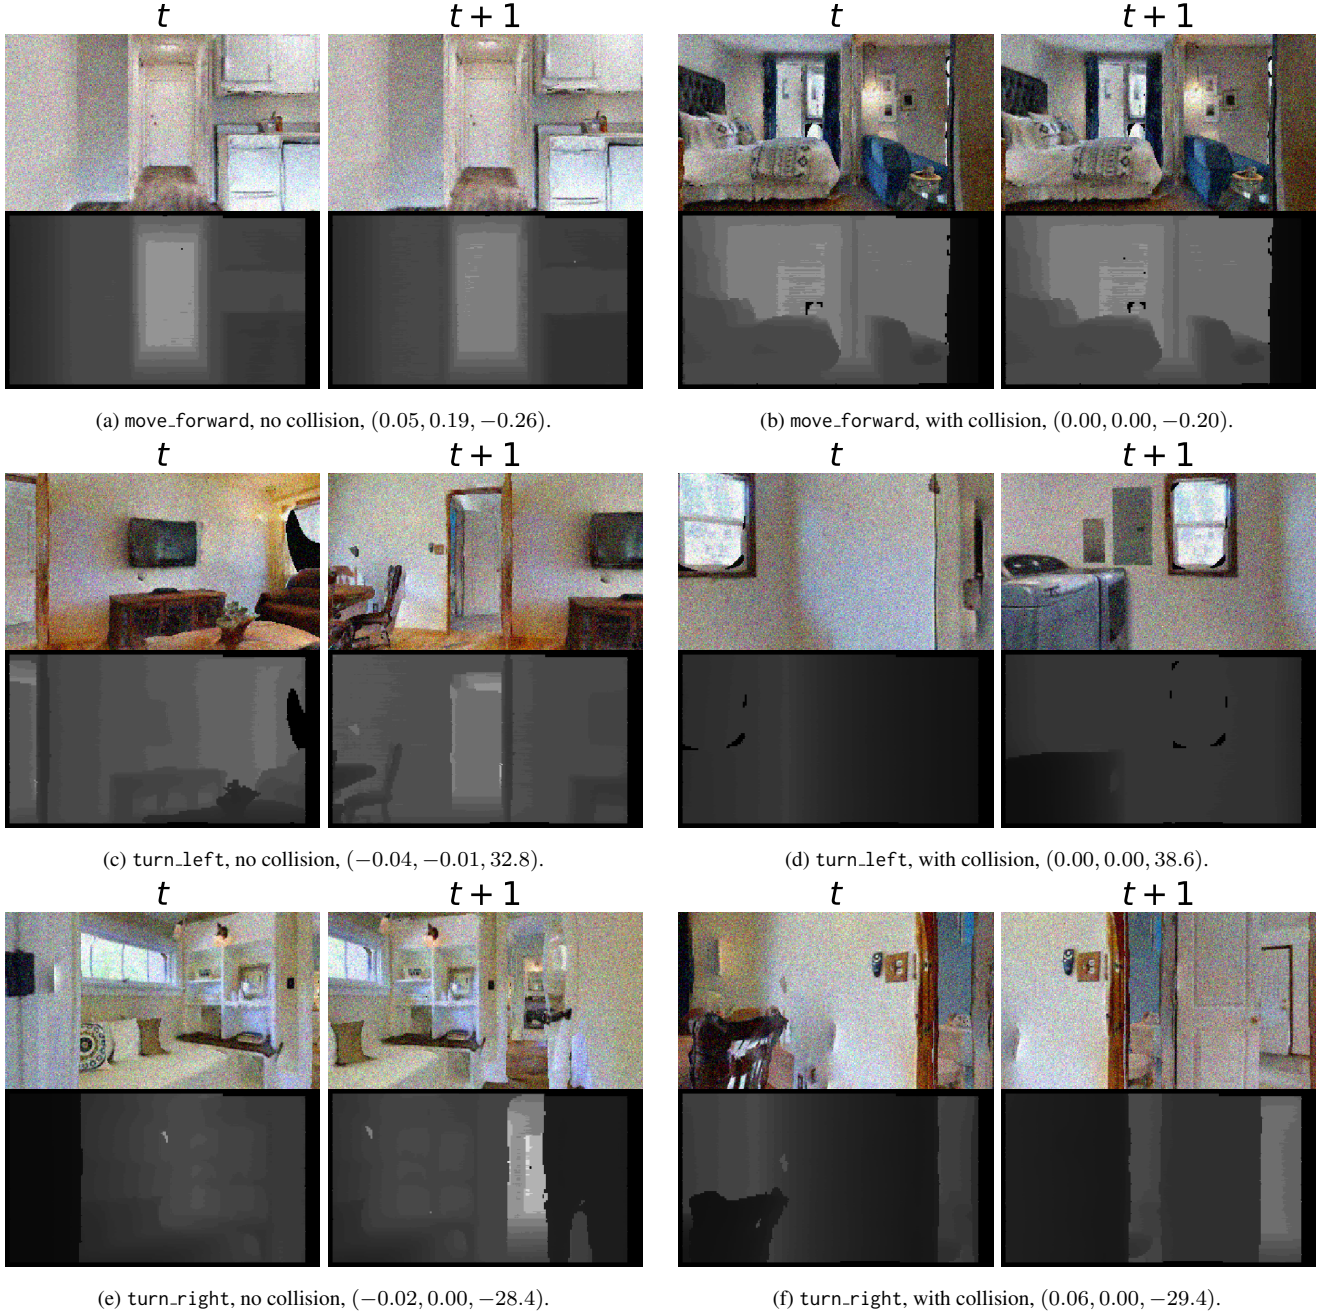 t t + 1 t t + 1
(a) move_forward, no collision, (0.05, 0.19, −0.26). (b) move_forward, with collision, (0.00, 0.00, −0.20).
t t + 1 t t + 1
(c) turn_left, no collision, (−0.04, −0.01, 32.8). (d) turn_left, with collision, (0.00, 0.00, 38.6).
t t + 1 t t + 1
(e) turn_right, no collision, (−0.02, 0.00, −28.4). (f) turn_right, with collision, (0.06, 0.00, −29.4).